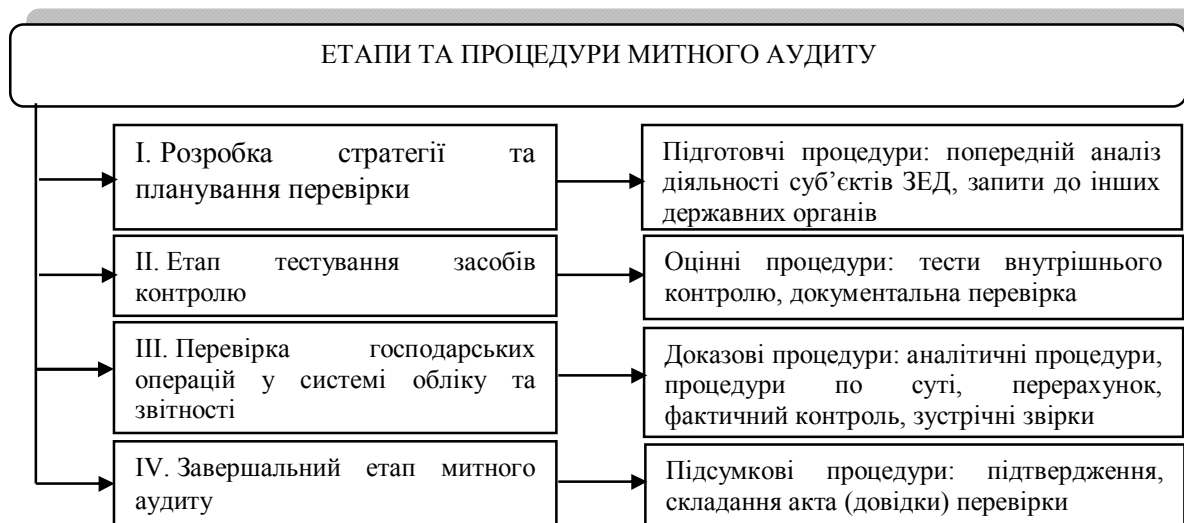 ЕТАПИ ТА ПРОЦЕДУРИ МИТНОГО АУДИТУ
І. Розробка стратегії та
планування перевірки
Підготовчі процедури: попередній аналіз
діяльності суб’єктів ЗЕД, запити до інших
державних органів
ІІ. Етап тестування засобів
контролю
Оцінні процедури: тести внутрішнього
контролю, документальна перевірка
ІІІ. Перевірка господарських
операцій у системі обліку та
звітності
Доказові процедури: аналітичні процедури,
процедури по суті, перерахунок,
фактичний контроль, зустрічні звірки
ІV. Завершальний етап митного
аудиту
Підсумкові процедури: підтвердження,
складання акта (довідки) перевірки